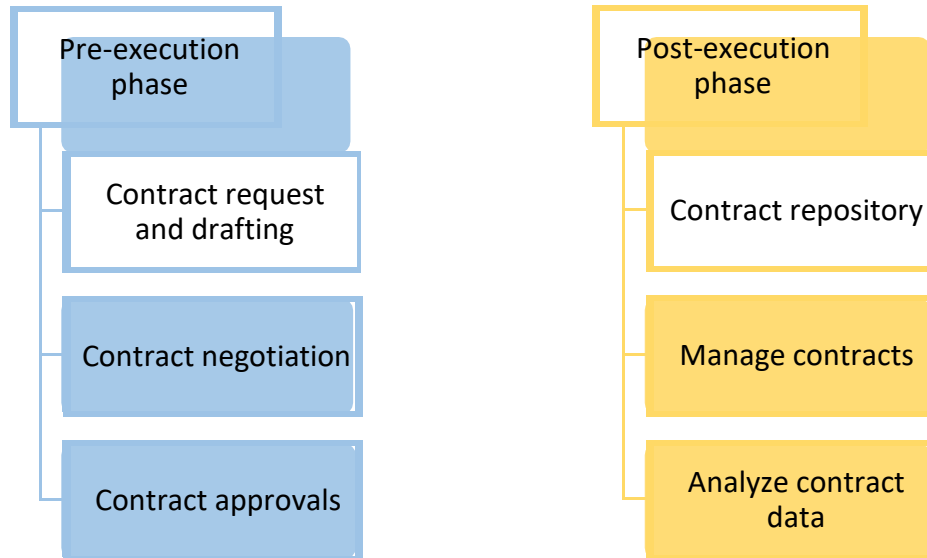 Pre-execution
phase
Contract request
and drafting
Contract negotiation
Contract approvals
Post-execution
phase
Contract repository
Manage contracts
Analyze contract
data